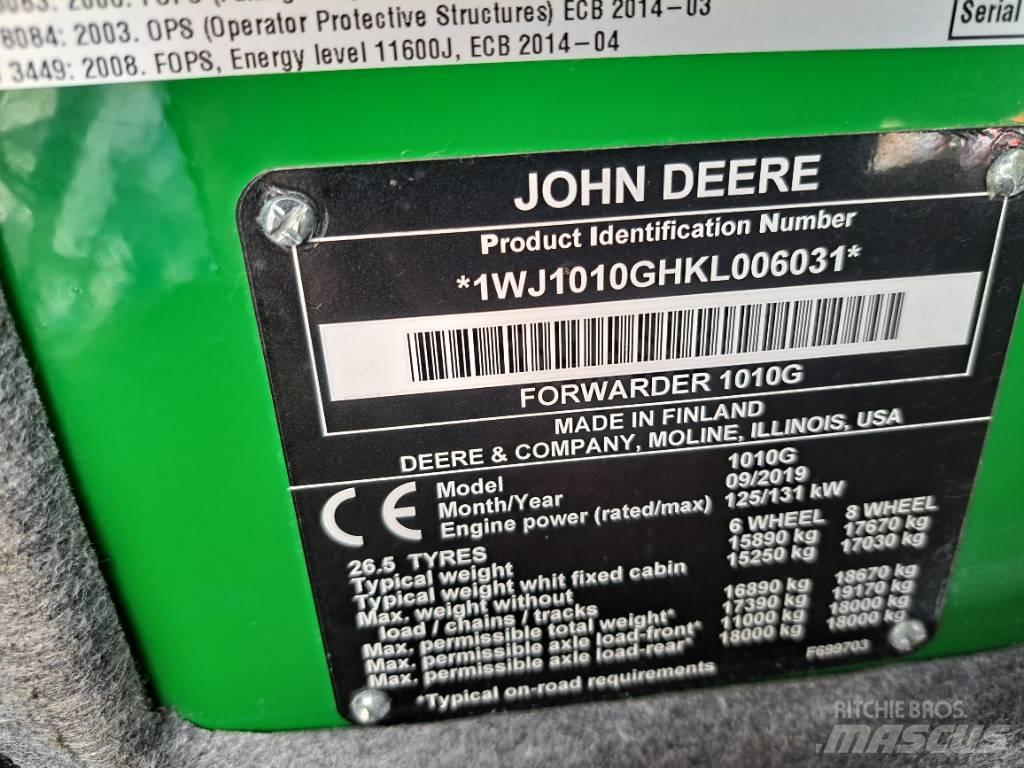 8084: 2003. OPS (Operator Protective Structures) ECB 2014-03
3449: 2008. FOPS, Energy level 11600J, ECB 2014-04
Serial
JOHN DEERE
Product Identification Number
*1WJ1010GHKL006031*
FORWARDER 1010G
MADE IN FINLAND
DEERE & COMPANY, MOLINE, ILLINOIS, USA
CE
Model 1010G
Month/Year 09/2019
Engine power (rated/max) 125/131 kW
6 WHEEL 8 WHEEL
26.5 TYRES
Typical weight 15890 kg 17670 kg
Typical weight whit fixed cabin 15250 kg 17030 kg
Max. weight without
load / chains / tracks 16890 kg 18670 kg
Max. permissible total weight* 17390 kg 19170 kg
Max. permissible axle load-front* 11000 kg 18000 kg
Max. permissible axle load-rear* 18000 kg 18000 kg
*Typical on-road requirements
F699703
RITCHIE BROS.
MASCUS